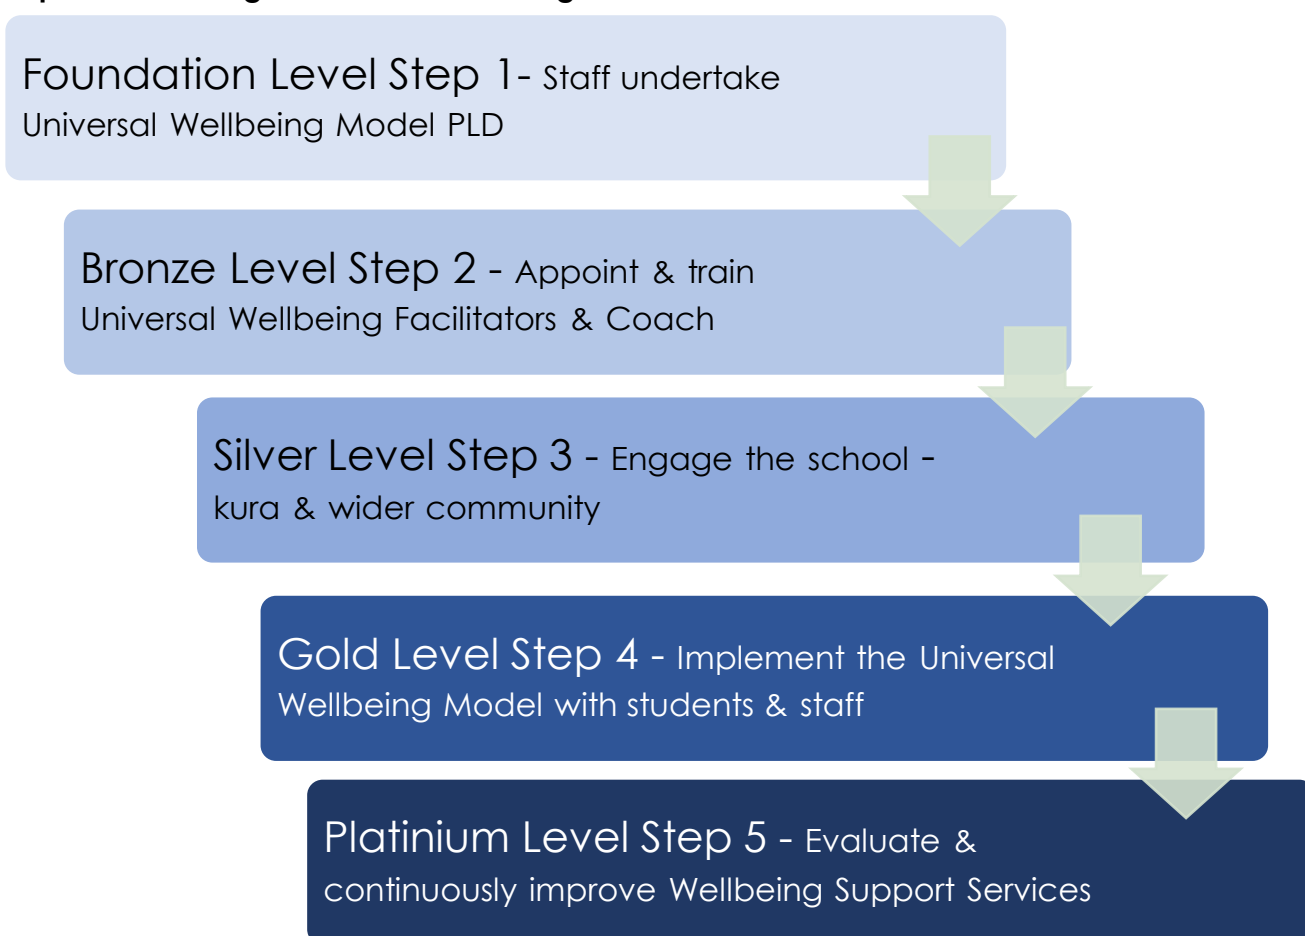 Foundation Level Step 1- Staff undertake
Universal Wellbeing Model PLD
Bronze Level Step 2 - Appoint & train
Universal Wellbeing Facilitators & Coach
Silver Level Step 3 - Engage the school -
kura & wider community
Gold Level Step 4 - Implement the Universal
Wellbeing Model with students & staff
Platinium Level Step 5 - Evaluate &
continuously improve Wellbeing Support Services